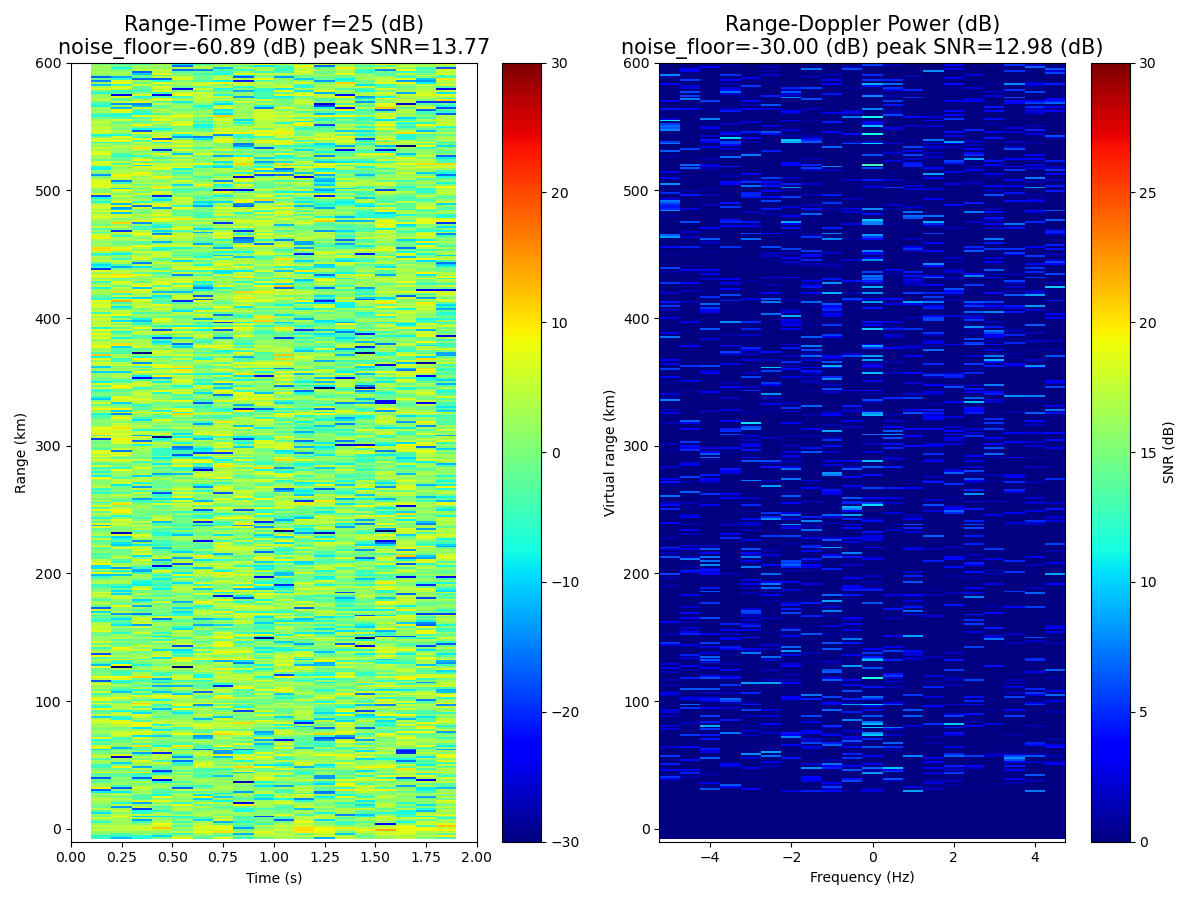 Range-Time Power f=25 (dB)
noise_floor=-60.89 (dB) peak SNR=13.77
Range-Doppler Power (dB)
noise_floor=-30.00 (dB) peak SNR=12.98 (dB)
600
500
400
300
200
100
0
Range (km)
0.00 0.25 0.50 0.75 1.00 1.25 1.50 1.75 2.00
Time (s)
30
20
10
0
−10
−20
−30
600
500
400
300
200
100
0
Virtual range (km)
−4 −2 0 2 4
Frequency (Hz)
30
25
20
15
10
5
0
SNR (dB)